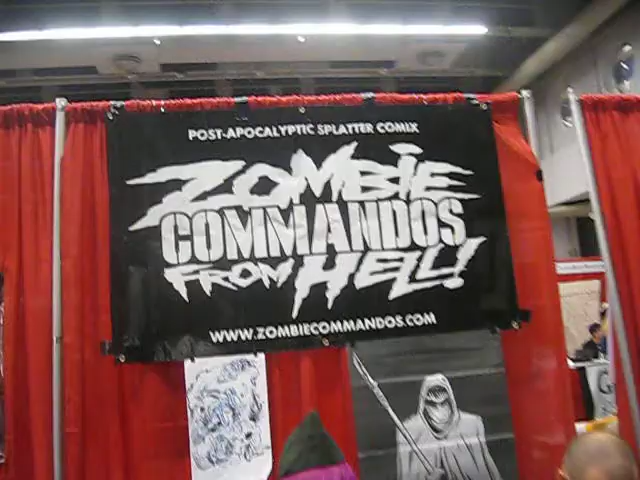 POST-APOCALYPTIC SPLATTER COMIX
ZOMBIE
COMMANDOS
FROM HELL!
WWW.ZOMBIECOMMANDOS.COM